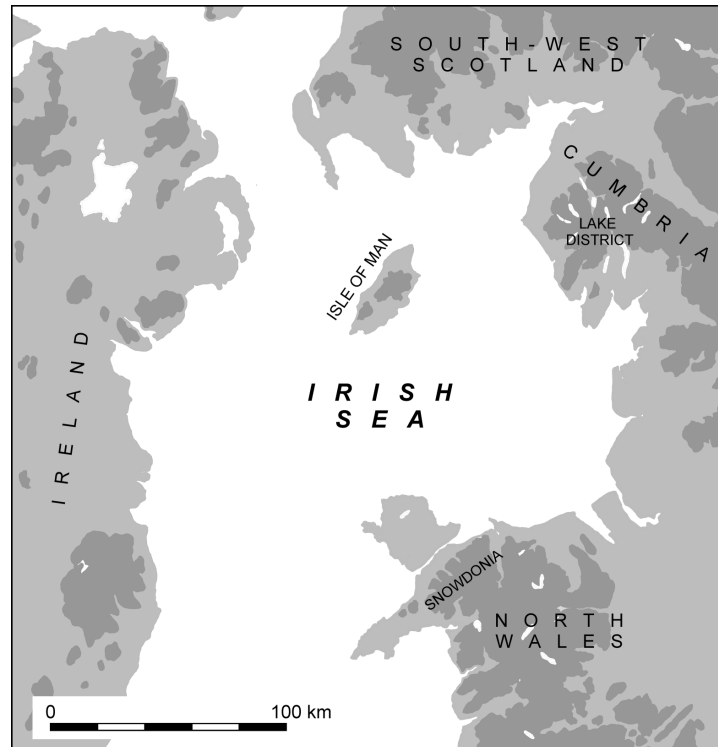 SOUTH-WEST
SCOTLAND
CUMBRIA
LAKE
DISTRICT
ISLE OF MAN
IRELAND
IRISH
SEA
SNOWDONIA
NORTH
WALES
0 100 km